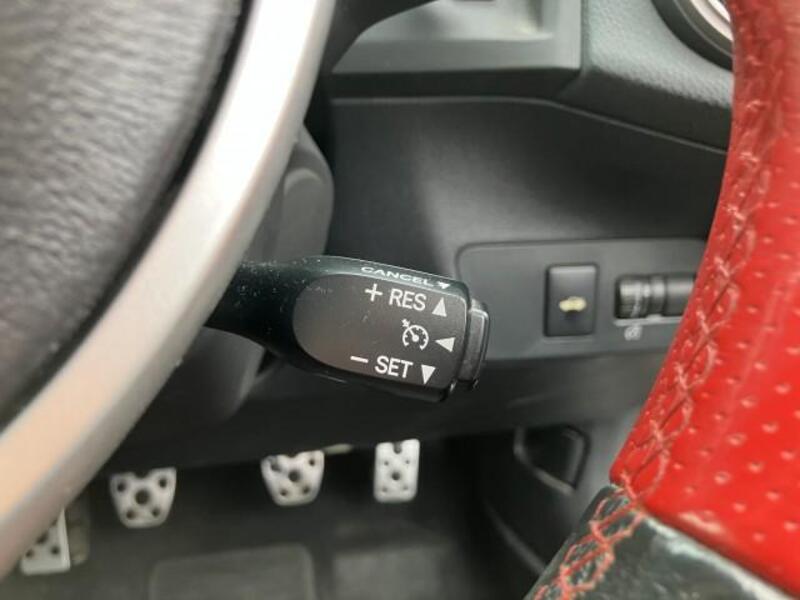 CANCEL
+ RES
- SET